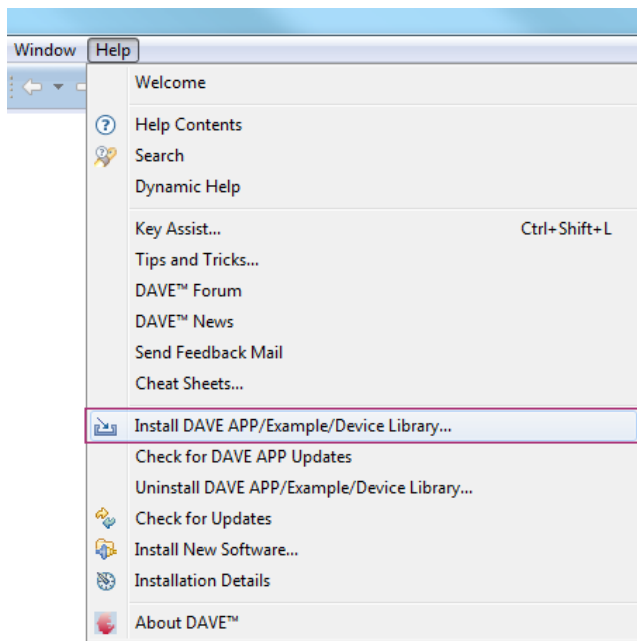 Window Help
Welcome
Help Contents
Search
Dynamic Help
Key Assist... Ctrl+Shift+L
Tips and Tricks...
DAVE™ Forum
DAVE™ News
Send Feedback Mail
Cheat Sheets...
Install DAVE APP/Example/Device Library...
Check for DAVE APP Updates
Uninstall DAVE APP/Example/Device Library...
Check for Updates
Install New Software...
Installation Details
About DAVE™